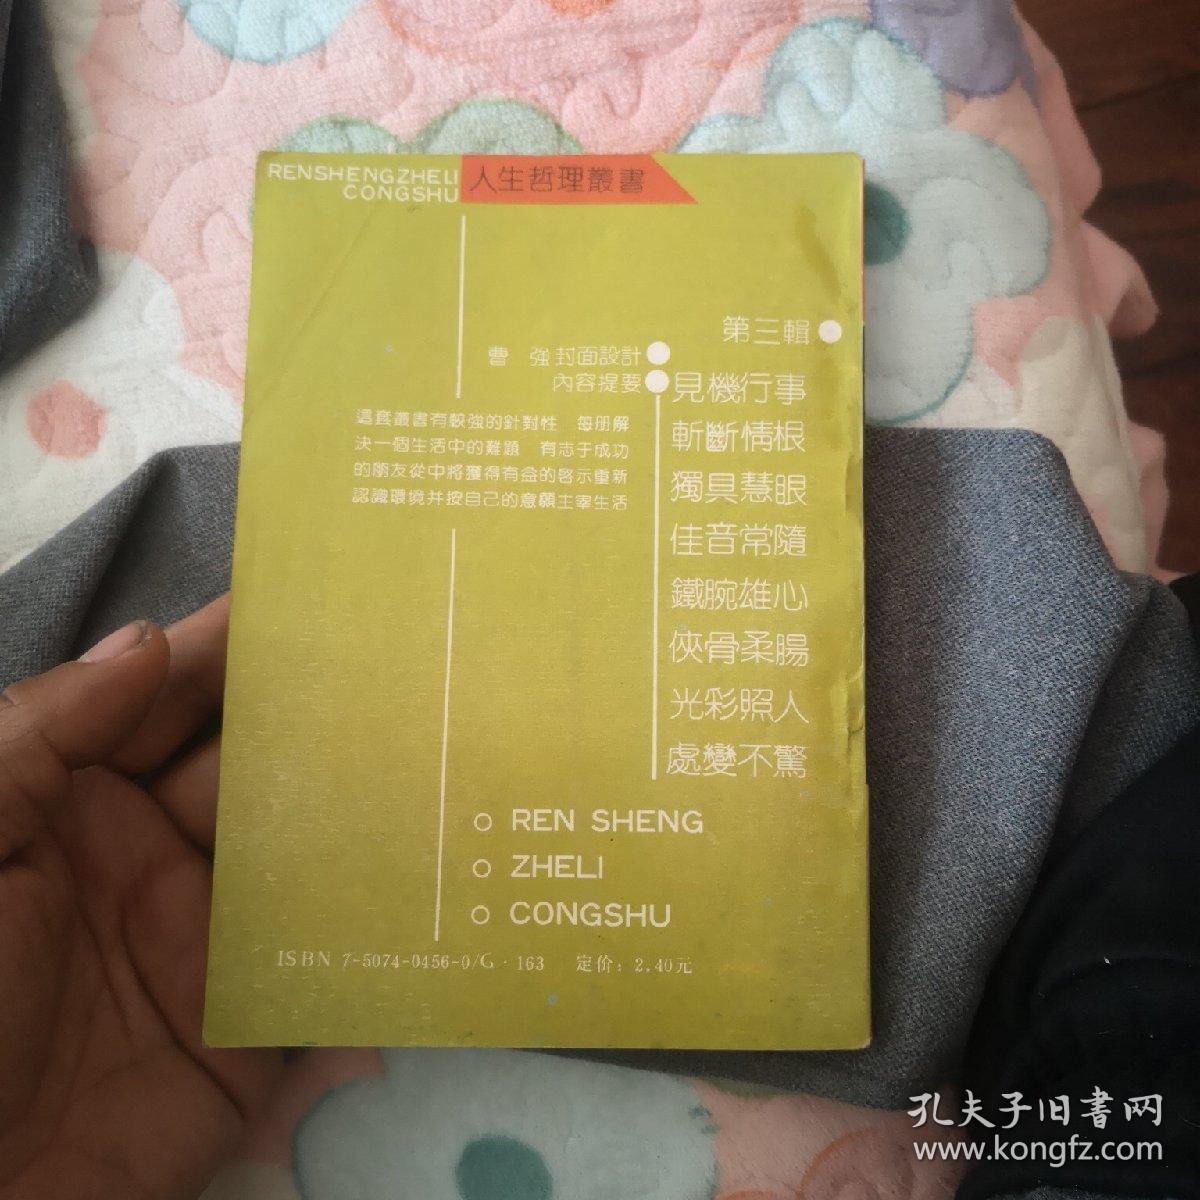 RENSHENGZHELI
CONGSHU
人生哲理叢書
第三輯
曹 強封面設計
內容提要
這套叢書有較強的針對性 每册解
決一個生活中的難題 有志于成功
的朋友從中將獲得有益的啓示重新
認識環境并按自己的意願主宰生活
見機行事
斬斷情根
獨具慧眼
佳音常隨
鐵腕雄心
俠骨柔腸
光彩照人
處變不驚
REN SHENG
ZHELI
CONGSHU
ISBN 7-5074-0456-0/G·163 定价：2.40元
孔夫子旧書网
www.kongfz.com